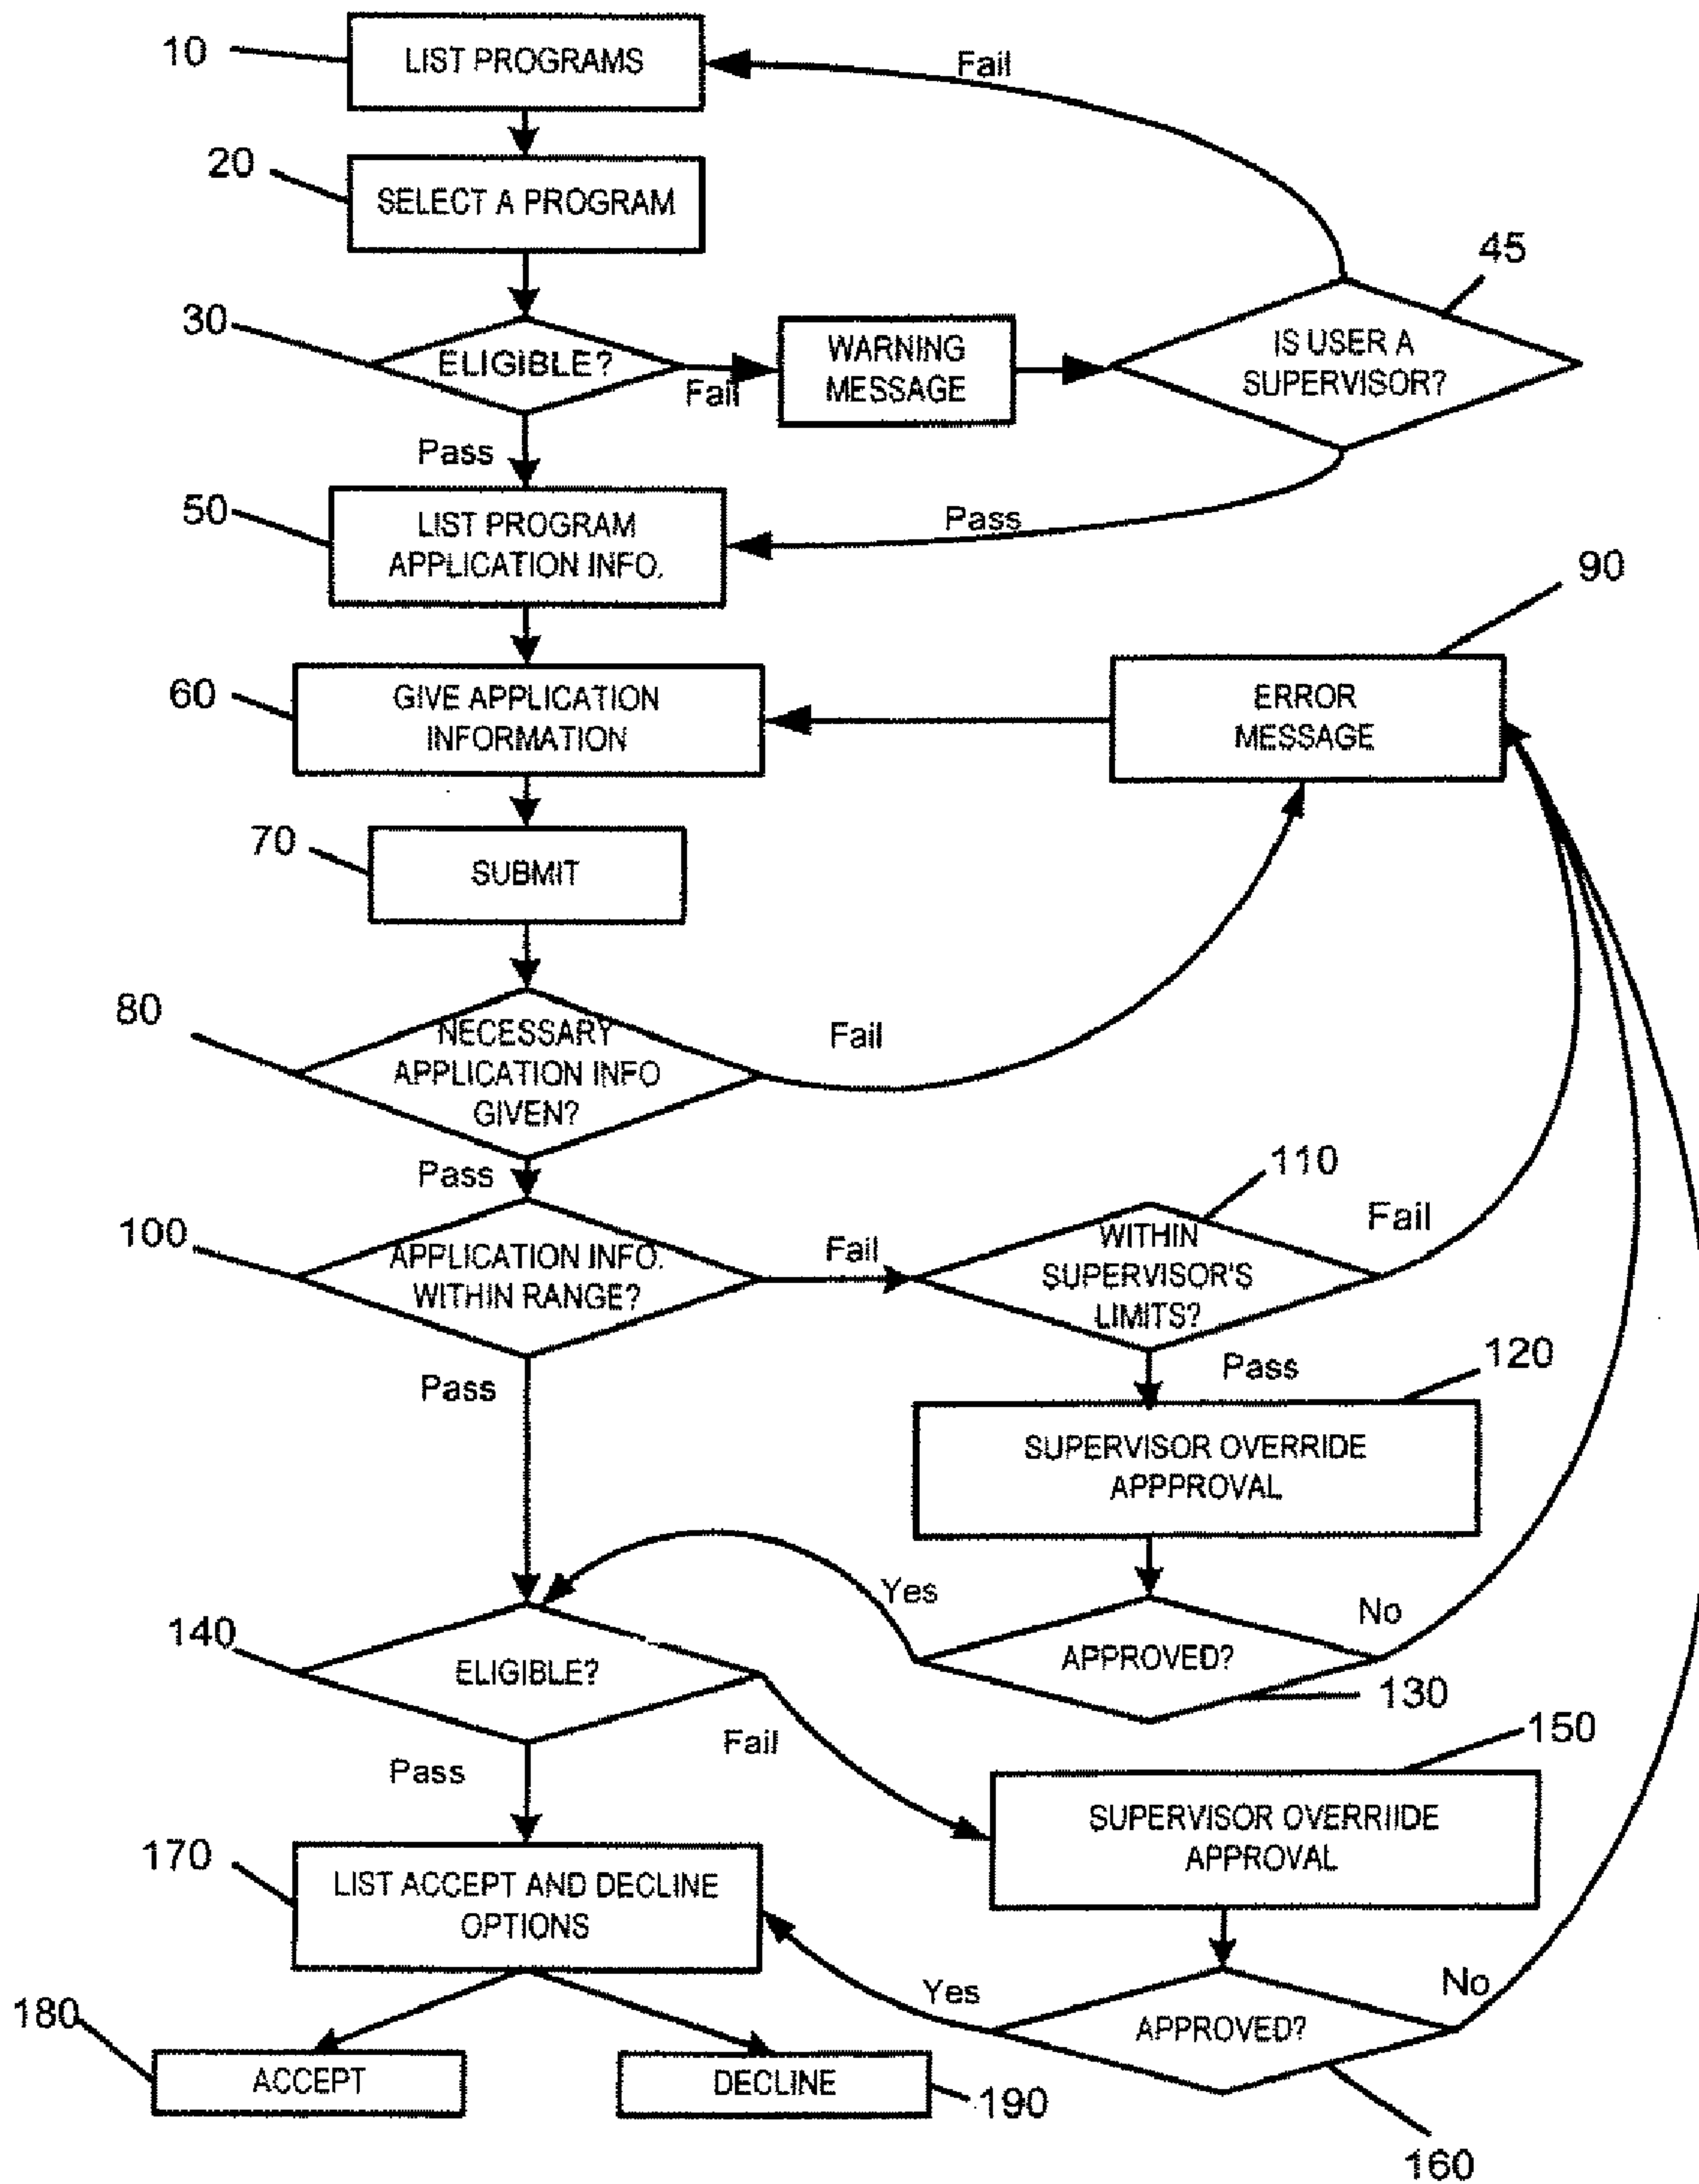 10
LIST PROGRAMS
Fail
20
SELECT A PROGRAM
45
30
ELIGIBLE?
Fail
WARNING
MESSAGE
IS USER A
SUPERVISOR?
Pass
50
LIST PROGRAM
APPLICATION INFO.
Pass
90
60
GIVE APPLICATION
INFORMATION
ERROR
MESSAGE
70
SUBMIT
80
NECESSARY
APPLICATION INFO
GIVEN?
Fail
Pass
110
100
APPLICATION INFO.
WITHIN RANGE?
Fail
WITHIN
SUPERVISOR'S
LIMITS?
Fail
Pass
Pass
120
SUPERVISOR OVERRIDE
APPPROVAL
Yes
No
140
ELIGIBLE?
APPROVED?
130
Fail
150
Pass
SUPERVISOR OVERRIIDE
APPROVAL
170
LIST ACCEPT AND DECLINE
OPTIONS
Yes
No
180
APPROVED?
ACCEPT
DECLINE
190
160